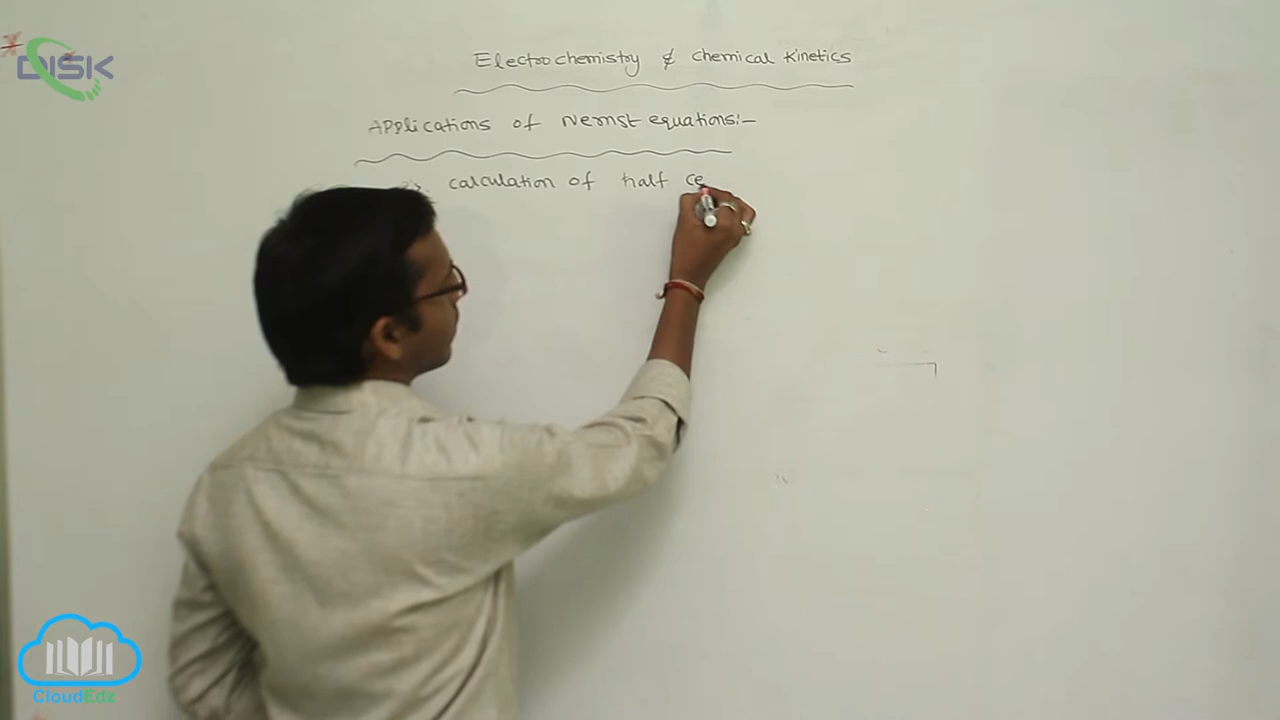 DISK
Electrochemistry & chemical Kinetics
Applications of Nernst equations:-
calculation of half ce
CloudEdz